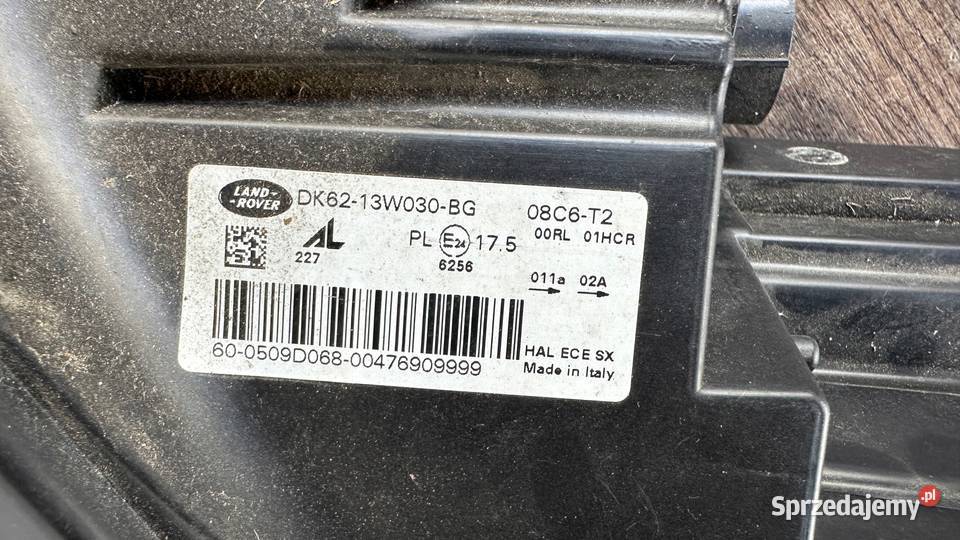 LAND-
-ROVER
DK62-13W030-BG
08C6-T2
00RL 01HCR
AL
227
PL E24 17.5
6256
011a 02A
60-0509D068-00476909999
HAL ECE SX
Made in Italy
Sprzedajemy.pl